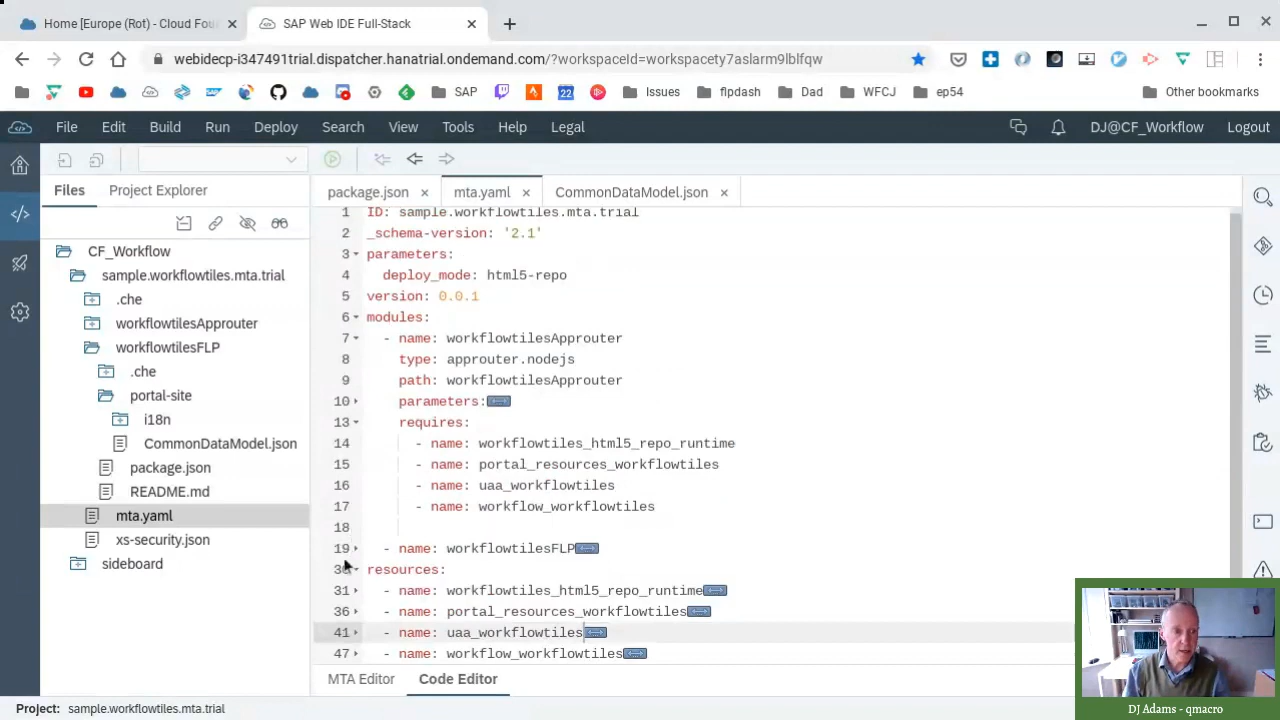 Home [Europe (Rot) - Cloud Fou
SAP Web IDE Full-Stack
webidecp-i347491trial.dispatcher.hanatrial.ondemand.com/?workspaceId=workspacety7aslarm9lblfqw
22
SAP
Issues
flpdash
Dad
WFCJ
ep54
Other bookmarks
File Edit Build Run Deploy Search View Tools Help Legal
DJ@CF_Workflow
Logout
Files
Project Explorer
package.json
mta.yaml
CommonDataModel.json
CF_Workflow
sample.workflowtiles.mta.trial
.che
workflowtilesApprouter
workflowtilesFLP
.che
portal-site
i18n
CommonDataModel.json
package.json
README.md
mta.yaml
xs-security.json
sideboard
1 ID: sample.workflowtiles.mta.trial
2 _schema-version: '2.1'
3 parameters:
4 deploy_mode: html5-repo
5 version: 0.0.1
6 modules:
7 - name: workflowtilesApprouter
8 type: approuter.nodejs
9 path: workflowtilesApprouter
10 parameters:
13 requires:
14 - name: workflowtiles_html5_repo_runtime
15 - name: portal_resources_workflowtiles
16 - name: uaa_workflowtiles
17 - name: workflow_workflowtiles
18
19 - name: workflowtilesFLP
30 resources:
31 - name: workflowtiles_html5_repo_runtime
36 - name: portal_resources_workflowtiles
41 - name: uaa_workflowtiles
47 - name: workflow_workflowtiles
MTA Editor
Code Editor
Project: sample.workflowtiles.mta.trial
DJ Adams - qmacro